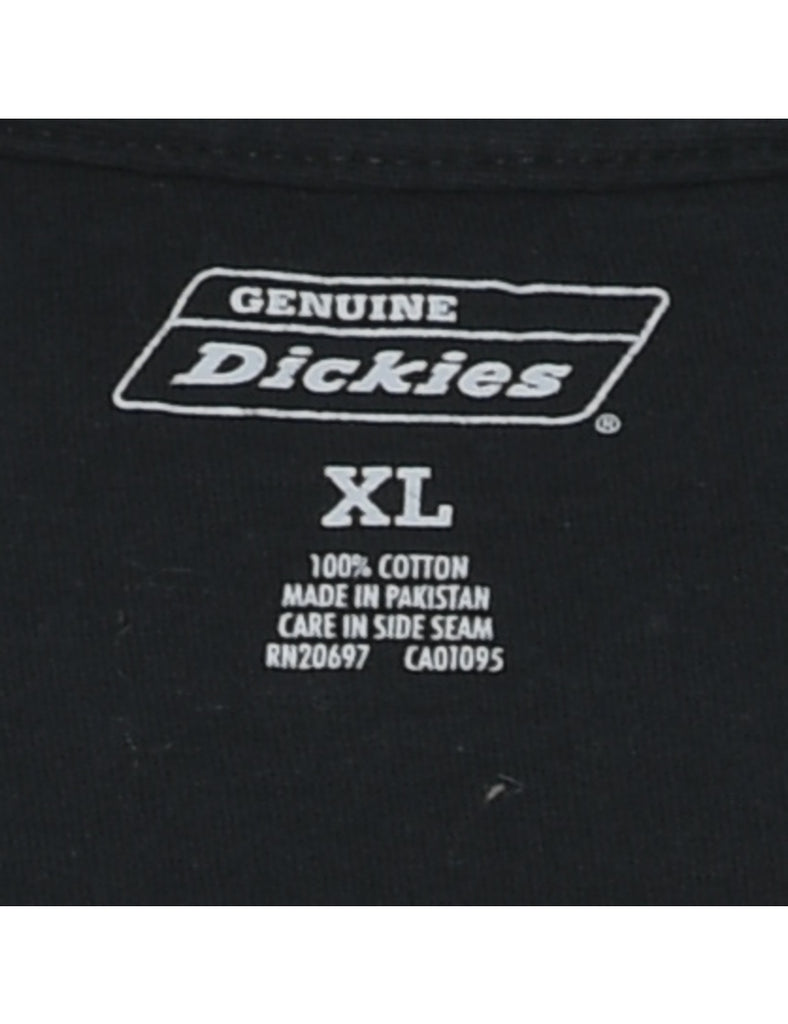 GENUINE
Dickies
®
XL
100% COTTON
MADE IN PAKISTAN
CARE IN SIDE SEAM
RN20697 CA01095